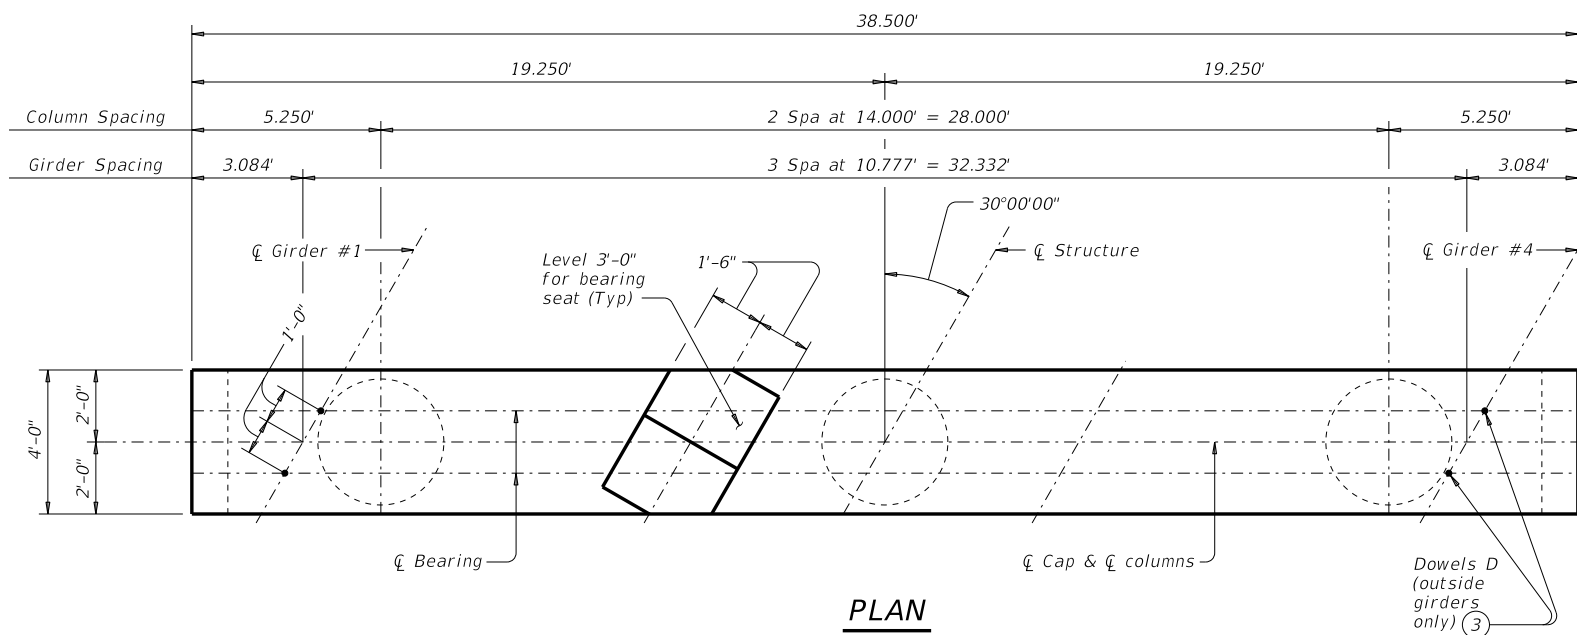 38.500'
19.250'
19.250'
Column Spacing
5.250'
2 Spa at 14.000' = 28.000'
5.250'
Girder Spacing
3.084'
3 Spa at 10.777' = 32.332'
3.084'
30°00'00"
℄ Girder #1
Level 3'-0"
for bearing
seat (Typ)
1'-6"
℄ Structure
℄ Girder #4
1'-0"
4'-0"
2'-0"
2'-0"
℄ Bearing
℄ Cap & ℄ columns
Dowels D
(outside
girders
only) 3
PLAN